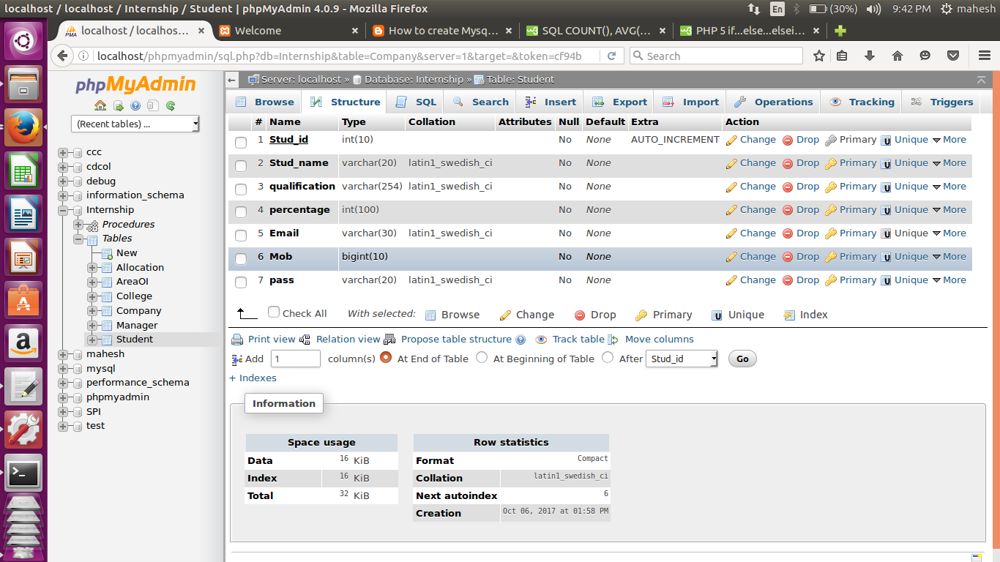 localhost / localhost / Internship / Student | phpMyAdmin 4.0.9 - Mozilla Firefox
En (30%) 9:42 PM mahesh
localhost / localhos... × Welcome × How to create Mysq... × SQL COUNT(), AVG(... × PHP 5 if...else...elsei... ×
localhost/phpmyadmin/sql.php?db=Internship&table=Company&server=1&target=&token=cf94b Search
phpMyAdmin
(Recent tables) ...
ccc
cdcol
debug
information_schema
Internship
Procedures
Tables
New
Allocation
AreaOI
College
Company
Manager
Student
mahesh
mysql
performance_schema
phpmyadmin
SPI
test
Server: localhost » Database: Internship » Table: Student
Browse Structure SQL Search Insert Export Import Operations Tracking Triggers
# Name Type Collation Attributes Null Default Extra Action
1 Stud_id int(10) No None AUTO_INCREMENT Change Drop Primary Unique More
2 Stud_name varchar(20) latin1_swedish_ci No None Change Drop Primary Unique More
3 qualification varchar(254) latin1_swedish_ci No None Change Drop Primary Unique More
4 percentage int(100) No None Change Drop Primary Unique More
5 Email varchar(30) latin1_swedish_ci No None Change Drop Primary Unique More
6 Mob bigint(10) No None Change Drop Primary Unique More
7 pass varchar(20) latin1_swedish_ci No None Change Drop Primary Unique More
Check All With selected: Browse Change Drop Primary Unique Index
Print view Relation view Propose table structure Track table Move columns
Add 1 column(s) At End of Table At Beginning of Table After Stud_id Go
+ Indexes
Information
Space usage
Data 16 KiB
Index 16 KiB
Total 32 KiB
Row statistics
Format Compact
Collation latin1_swedish_ci
Next autoindex 6
Creation Oct 06, 2017 at 01:58 PM